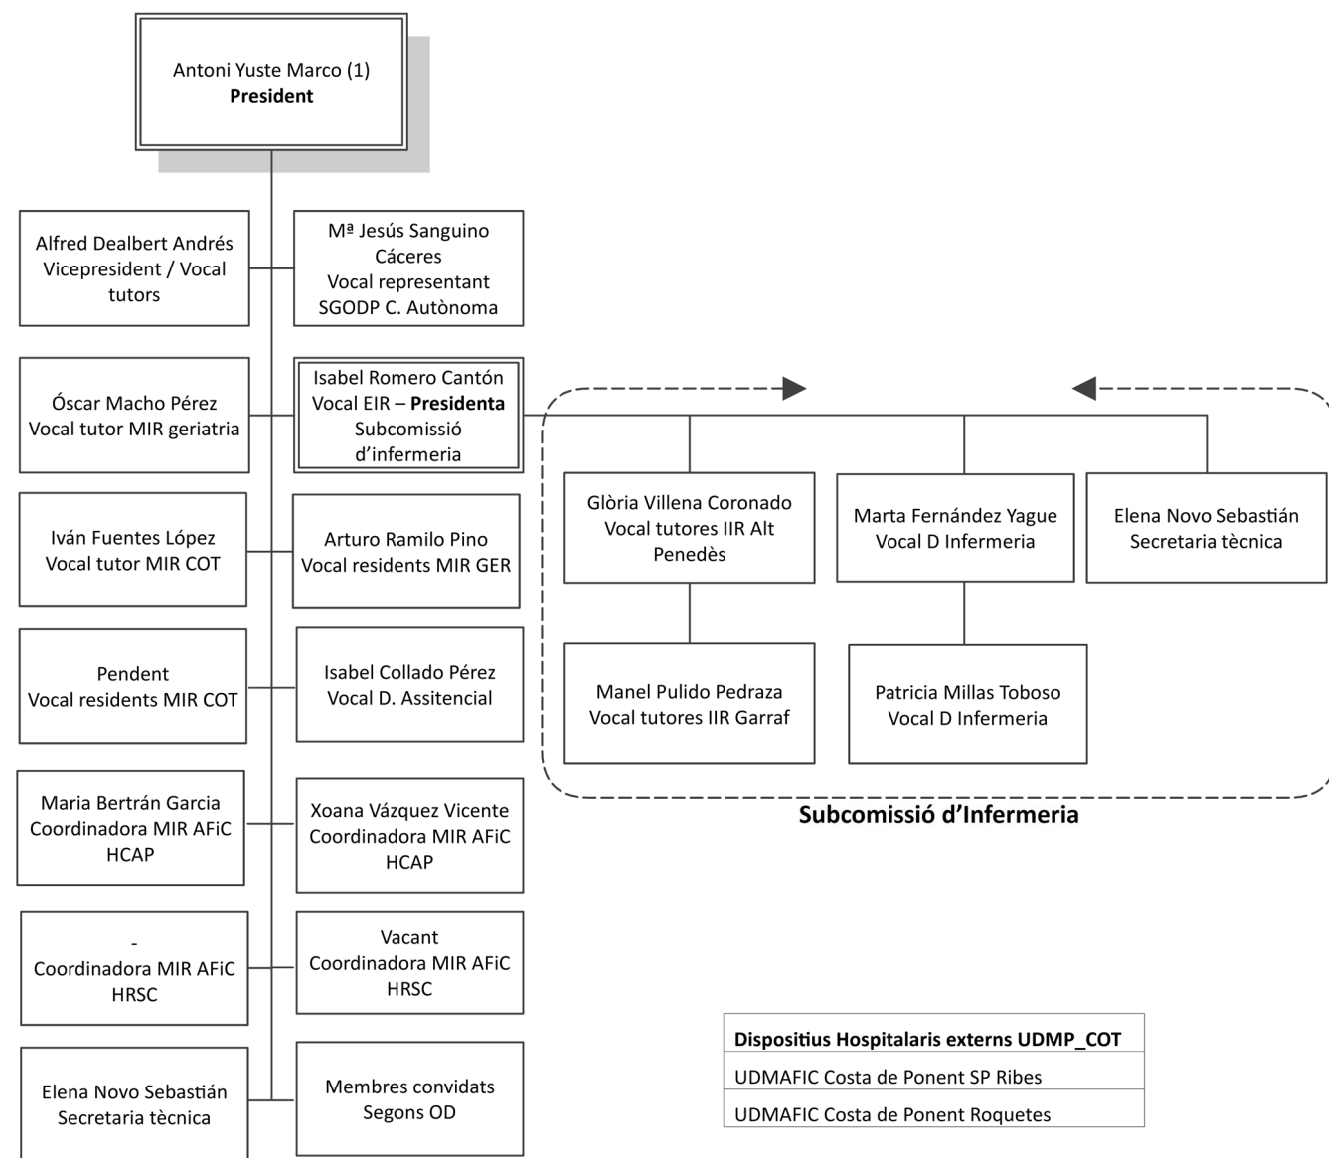 Antoni Yuste Marco (1)
President
Alfred Dealbert Andrés
Vicepresident / Vocal
tutors
Mª Jesús Sanguino
Cáceres
Vocal representant
SGODP C. Autònoma
Óscar Macho Pérez
Vocal tutor MIR geriatria
Isabel Romero Cantón
Vocal EIR – Presidenta
Subcomissió
d’infermeria
Iván Fuentes López
Vocal tutor MIR COT
Arturo Ramilo Pino
Vocal residents MIR GER
Pendent
Vocal residents MIR COT
Isabel Collado Pérez
Vocal D. Assitencial
Maria Bertrán Garcia
Coordinadora MIR AFiC
HCAP
Xoana Vázquez Vicente
Coordinadora MIR AFiC
HCAP
-
Coordinadora MIR AFiC
HRSC
Vacant
Coordinadora MIR AFiC
HRSC
Elena Novo Sebastián
Secretaria tècnica
Membres convidats
Segons OD
Glòria Villena Coronado
Vocal tutores IIR Alt
Penedès
Marta Fernández Yague
Vocal D Infermeria
Elena Novo Sebastián
Secretaria tècnica
Manel Pulido Pedraza
Vocal tutores IIR Garraf
Patricia Millas Toboso
Vocal D Infermeria
Subcomissió d’Infermeria
Dispositius Hospitalaris externs UDMP_COT
UDMAFIC Costa de Ponent SP Ribes
UDMAFIC Costa de Ponent Roquetes